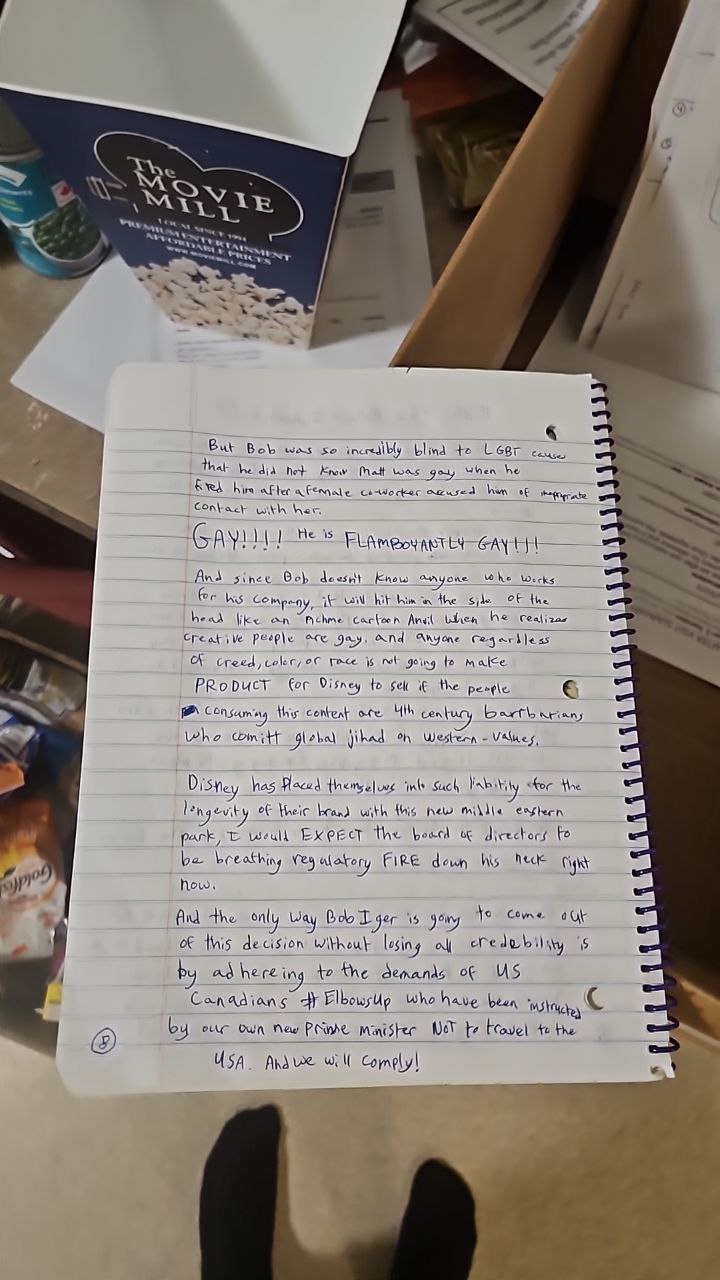 The
MOVIE
MILL
LOCAL SINCE 1994
PREMIUM ENTERTAINMENT
AFFORDABLE PRICES
WWW.MOVIEMILL.COM
But Bob was so incredibly blind to LGBT cause
that he did not know Matt was gay when he
fired him after a female co-worker accused him of inappropriate
contact with her.
GAY!!!! He is FLAMBOYANTLY GAY!!!
And since Bob doesn't know anyone who works
for his company, it will hit him in the side of the
head like an Achme cartoon Anvil when he realizes
creative people are gay, and anyone regardless
of creed, color, or race is not going to make
PRODUCT for Disney to sell if the people
consuming this content are 4th century barrbarians
who comitt global jihad on western-values.
Disney has placed themselves into such liability for the
longevity of their brand with this new middle eastern
park, I would EXPECT the board of directors to
be breathing regulatory FIRE down his neck right
now.
And the only way Bob Iger is going to come out
of this decision without losing all credebility is
by adhereing to the demands of US
Canadians #ElbowsUp who have been instructed
by our own new Prime minister NOT to travel to the
USA. And we will comply!
8
Goldfish